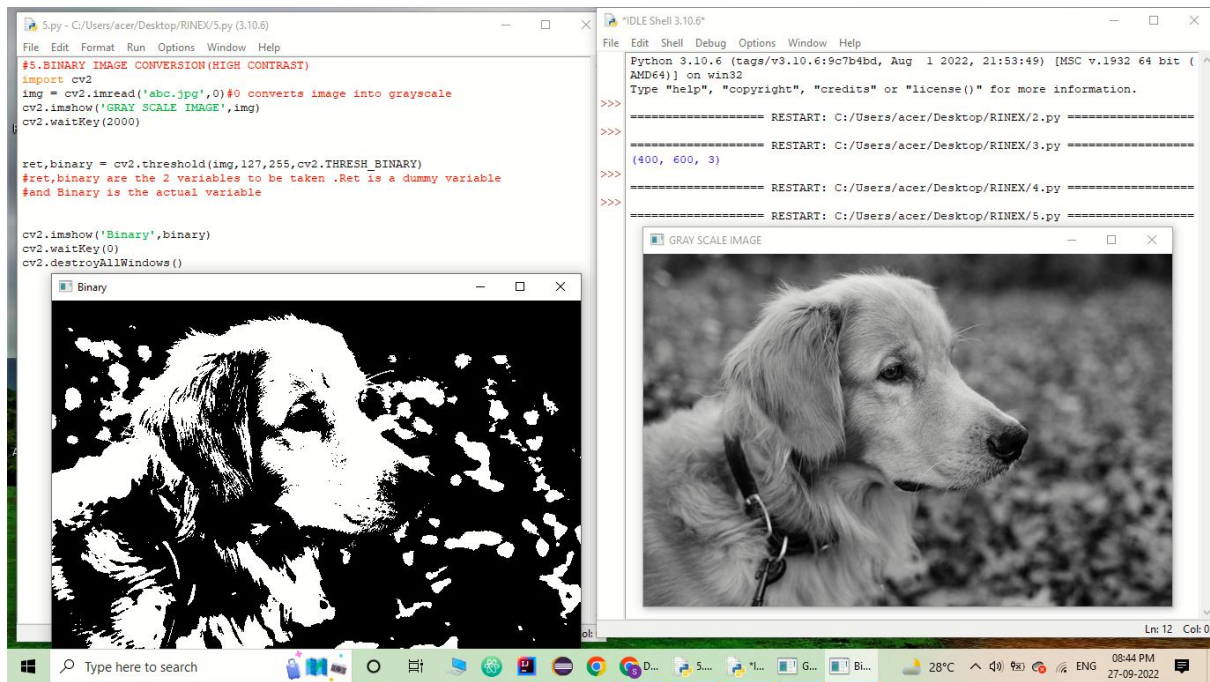 5.py - C:/Users/acer/Desktop/RINEX/5.py (3.10.6)
File Edit Format Run Options Window Help
#5.BINARY IMAGE CONVERSION(HIGH CONTRAST)
import cv2
img = cv2.imread('abc.jpg',0)#0 converts image into grayscale
cv2.imshow('GRAY SCALE IMAGE',img)
cv2.waitKey(2000)
ret,binary = cv2.threshold(img,127,255,cv2.THRESH_BINARY)
#ret,binary are the 2 variables to be taken .Ret is a dummy variable
#and Binary is the actual variable
cv2.imshow('Binary',binary)
cv2.waitKey(0)
cv2.destroyAllWindows()
Binary
*IDLE Shell 3.10.6*
File Edit Shell Debug Options Window Help
Python 3.10.6 (tags/v3.10.6:9c7b4bd, Aug  1 2022, 21:53:49) [MSC v.1932 64 bit (
AMD64)] on win32
Type "help", "copyright", "credits" or "license()" for more information.
>>>
=================== RESTART: C:/Users/acer/Desktop/RINEX/2.py ==================
>>>
=================== RESTART: C:/Users/acer/Desktop/RINEX/3.py ==================
(400, 600, 3)
>>>
=================== RESTART: C:/Users/acer/Desktop/RINEX/4.py ==================
>>>
=================== RESTART: C:/Users/acer/Desktop/RINEX/5.py ==================
GRAY SCALE IMAGE
Ln: 12 Col: 0
Type here to search
D...
5....
*I...
G...
Bi...
28°C
ENG
08:44 PM
27-09-2022